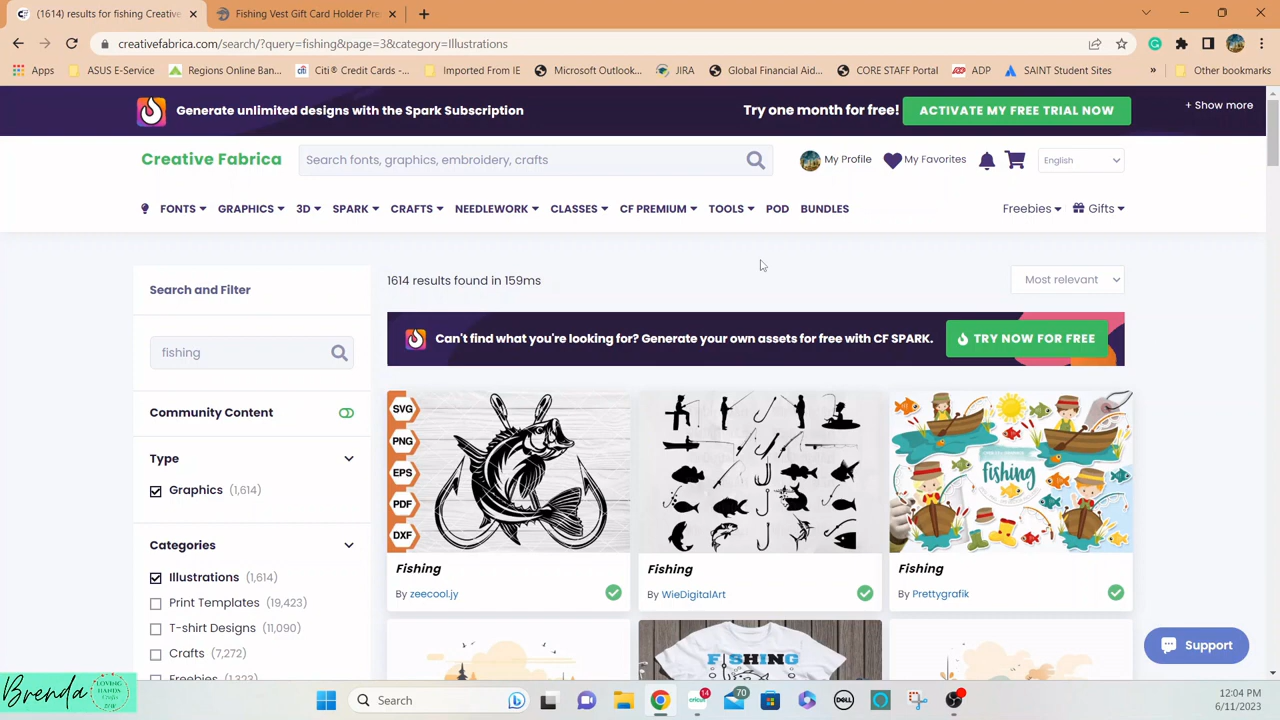 (1614) results for fishing Creative
Fishing Vest Gift Card Holder Pre
creativefabrica.com/search/?query=fishing&page=3&category=Illustrations
Apps
ASUS E-Service
Regions Online Ban...
Citi® Credit Cards -...
Imported From IE
Microsoft Outlook...
JIRA
Global Financial Aid...
CORE STAFF Portal
ADP
SAINT Student Sites
»
Other bookmarks
Generate unlimited designs with the Spark Subscription
Try one month for free!
ACTIVATE MY FREE TRIAL NOW
+ Show more
Creative Fabrica
Search fonts, graphics, embroidery, crafts
My Profile
My Favorites
English
FONTS
GRAPHICS
3D
SPARK
CRAFTS
NEEDLEWORK
CLASSES
CF PREMIUM
TOOLS
POD
BUNDLES
Freebies
Gifts
Search and Filter
1614 results found in 159ms
Most relevant
fishing
Can't find what you're looking for? Generate your own assets for free with CF SPARK.
TRY NOW FOR FREE
Community Content
Type
Graphics (1,614)
Categories
Illustrations (1,614)
Print Templates (19,423)
T-shirt Designs (11,090)
Crafts (7,272)
Freebies (1,323)
SVG
PNG
EPS
PDF
DXF
fishing
Fishing
By zeecool.jy
Fishing
By WieDigitalArt
Fishing
By Prettygrafik
FISHING
Support
Brenda
LOVING HANDS
Search
14
70
12:04 PM
6/11/2023